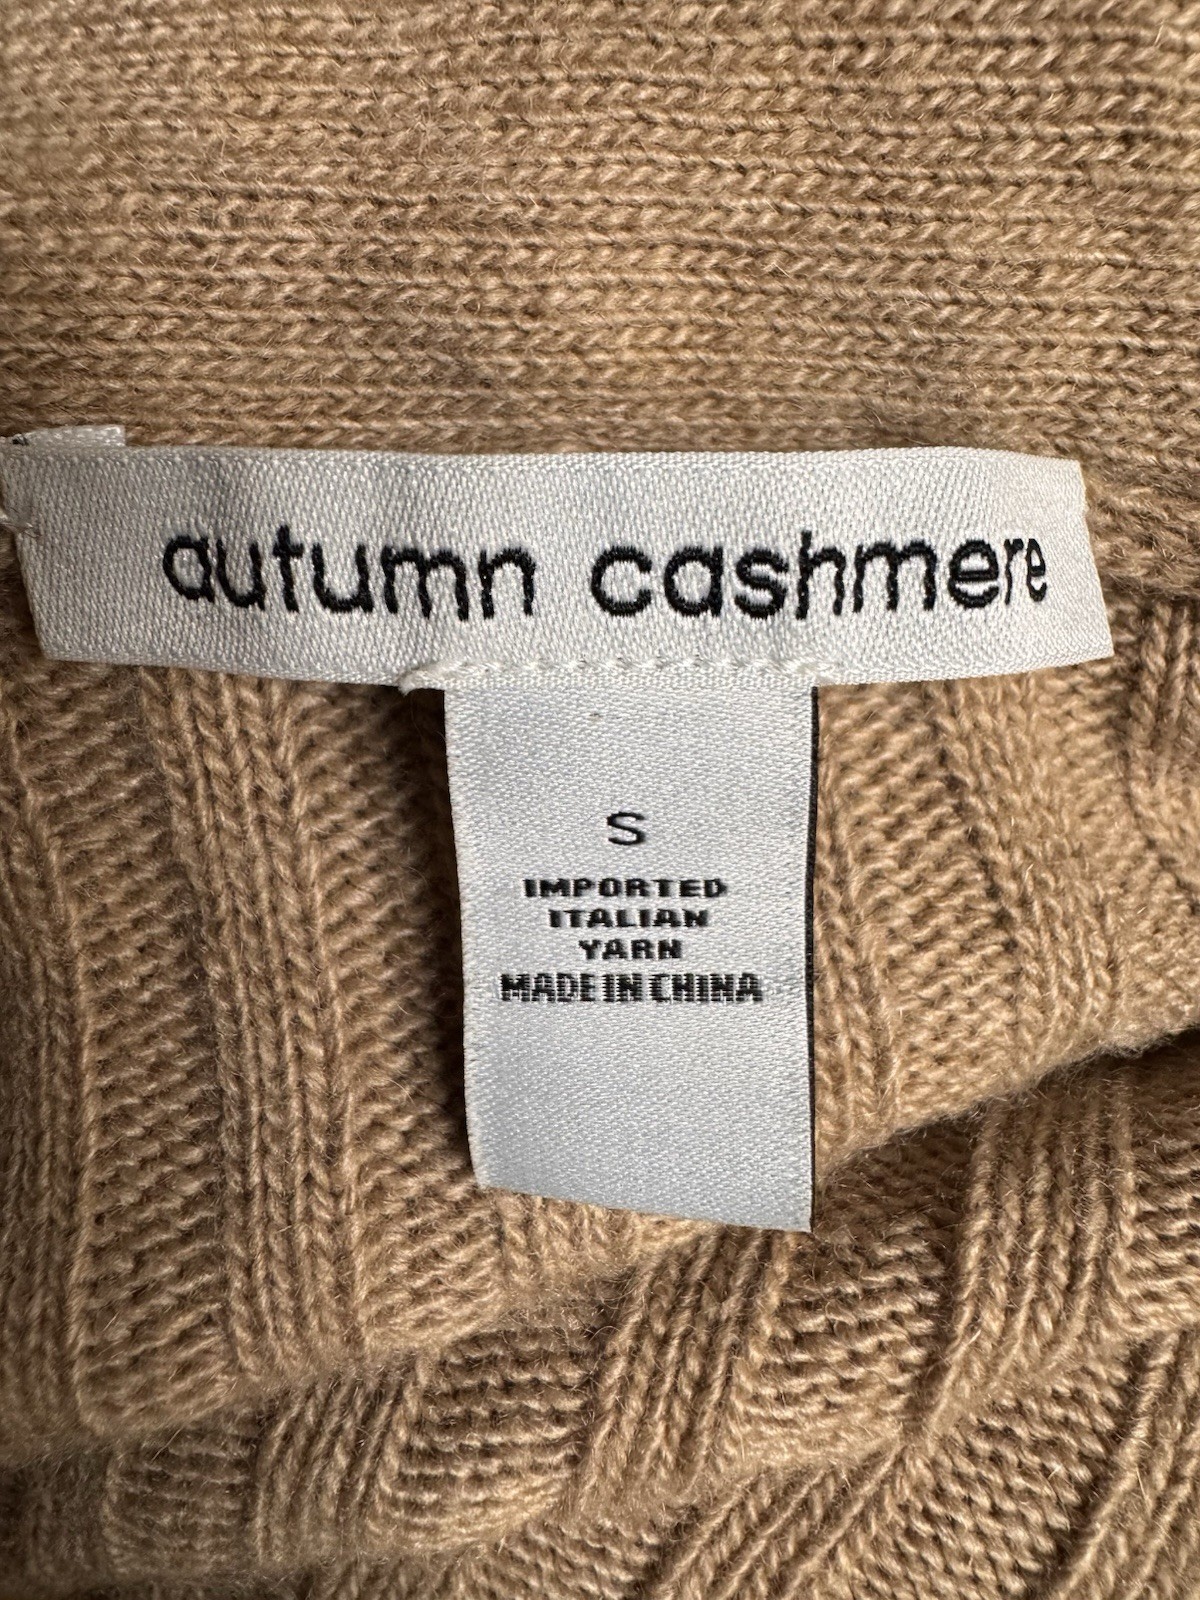 autumn cashmere
S
IMPORTED
ITALIAN
YARN
MADE IN CHINA